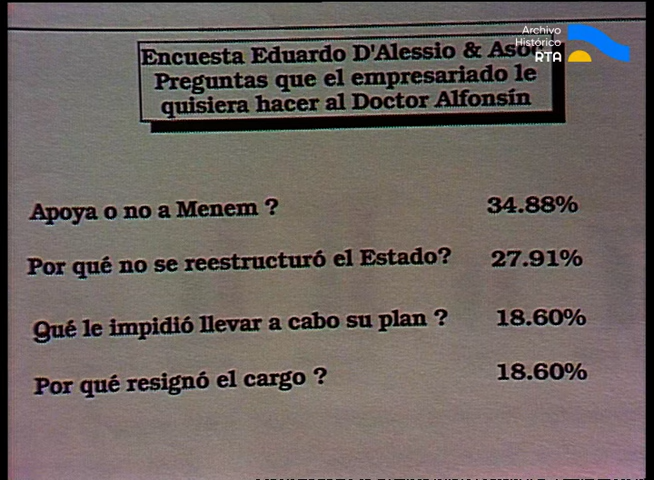 Archivo
Histórico
RTA
Encuesta Eduardo D'Alessio & Aso
Preguntas que el empresariado le
quisiera hacer al Doctor Alfonsín
Apoya o no a Menem ? 34.88%
Por qué no se reestructuró el Estado? 27.91%
Qué le impidió llevar a cabo su plan ? 18.60%
Por qué resignó el cargo ? 18.60%